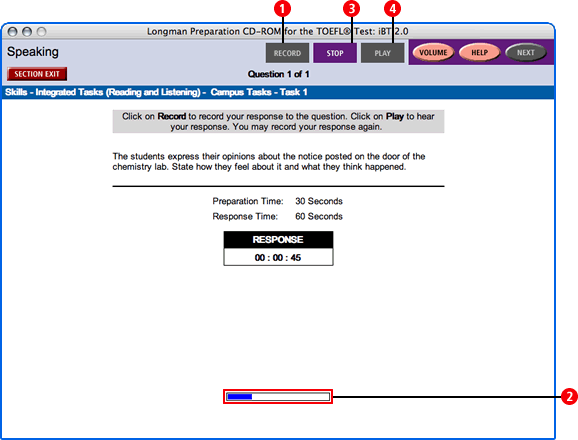 1 3 4
Longman Preparation CD-ROM for the TOEFL® Test: iBT 2.0
Speaking RECORD STOP PLAY VOLUME HELP NEXT
SECTION EXIT Question 1 of 1
Skills - Integrated Tasks (Reading and Listening) - Campus Tasks - Task 1
Click on Record to record your response to the question. Click on Play to hear
your response. You may record your response again.
The students express their opinions about the notice posted on the door of the
chemistry lab. State how they feel about it and what they think happened.
Preparation Time: 30 Seconds
Response Time: 60 Seconds
RESPONSE
00 : 00 : 45
2